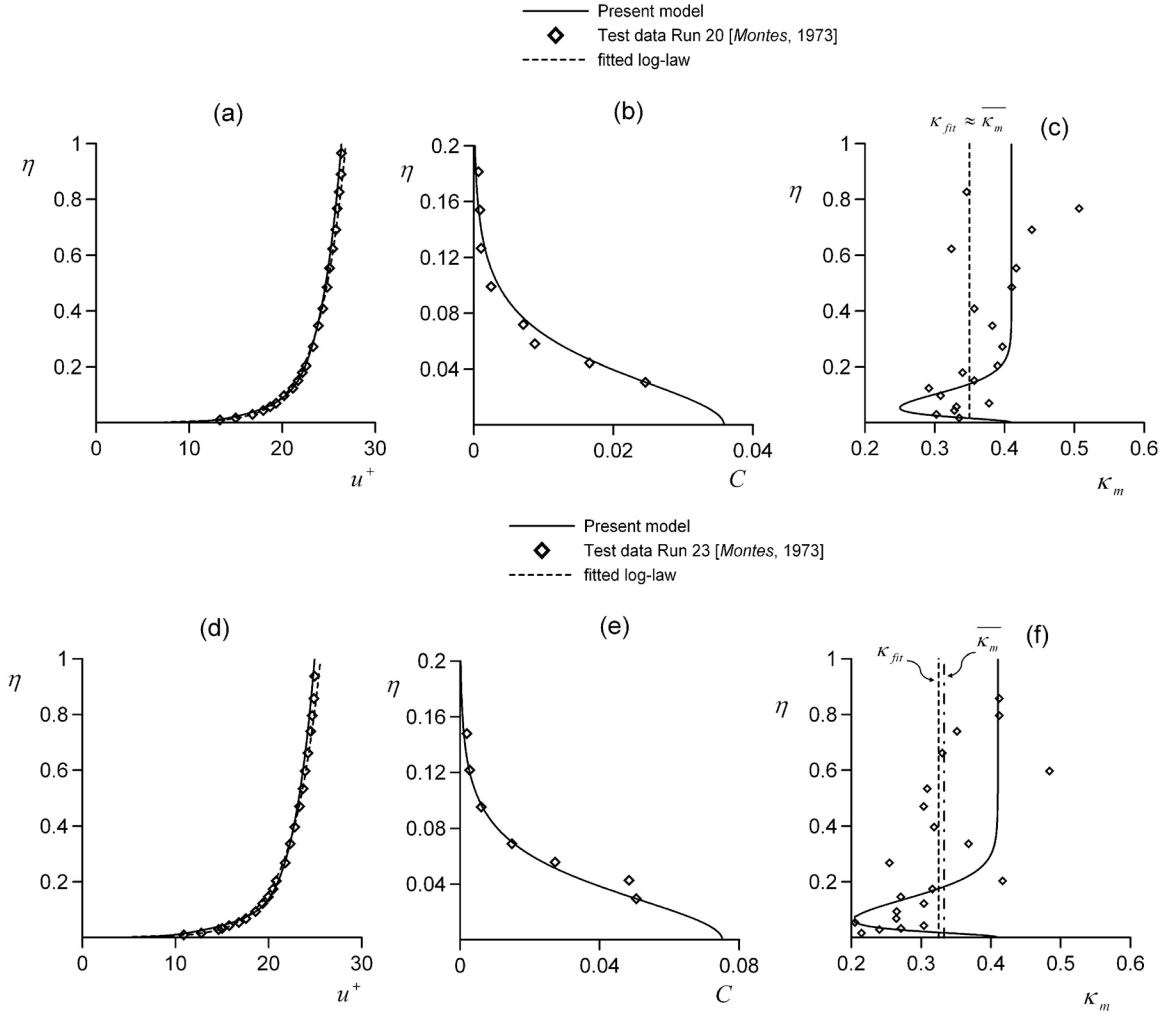 Present model
Test data Run 20 [Montes, 1973]
fitted log-law
(a)
(b)
κ_fit ≈ κ̅_m
(c)
η
1
0.8
0.6
0.4
0.2
0
10
20
30
u⁺
η
0.2
0.16
0.12
0.08
0.04
0
0.02
0.04
C
η
1
0.8
0.6
0.4
0.2
0.2
0.3
0.4
0.5
0.6
κ_m
Present model
Test data Run 23 [Montes, 1973]
fitted log-law
(d)
(e)
κ_fit
κ̅_m
(f)
η
1
0.8
0.6
0.4
0.2
0
10
20
30
u⁺
η
0.2
0.16
0.12
0.08
0.04
0
0.04
0.08
C
η
1
0.8
0.6
0.4
0.2
0.2
0.3
0.4
0.5
0.6
κ_m